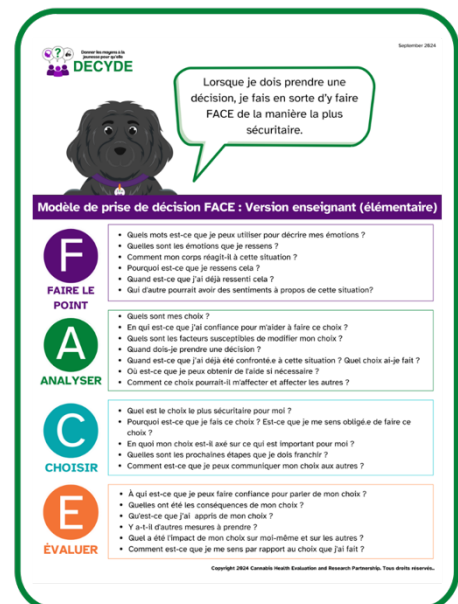 September 2024
Donner les moyens à la
jeunesse pour qu'elle
DECYDE
Lorsque je dois prendre une
décision, je fais en sorte d'y faire
FACE de la manière la plus
sécuritaire.
Modèle de prise de décision FACE : Version enseignant (élémentaire)
F
FAIRE LE
POINT
• Quels mots est-ce que je peux utiliser pour décrire mes émotions ?
• Quelles sont les émotions que je ressens ?
• Comment mon corps réagit-il à cette situation ?
• Pourquoi est-ce que je ressens cela ?
• Quand est-ce que j'ai déjà ressenti cela ?
• Qui d'autre pourrait avoir des sentiments à propos de cette situation?
A
ANALYSER
• Quels sont mes choix ?
• En qui est-ce que j'ai confiance pour m'aider à faire ce choix ?
• Quels sont les facteurs susceptibles de modifier mon choix ?
• Quand dois-je prendre une décision ?
• Quand est-ce que j'ai déjà été confronté.e à cette situation ? Quel choix ai-je fait ?
• Où est-ce que je peux obtenir de l'aide si nécessaire ?
• Comment ce choix pourrait-il m'affecter et affecter les autres ?
C
CHOISIR
• Quel est le choix le plus sécuritaire pour moi ?
• Pourquoi est-ce que je fais ce choix ? Est-ce que je me sens obligé.e de faire ce
choix ?
• En quoi mon choix est-il axé sur ce qui est important pour moi ?
• Quelles sont les prochaines étapes que je dois franchir ?
• Comment est-ce que je peux communiquer mon choix aux autres ?
E
ÉVALUER
• À qui est-ce que je peux faire confiance pour parler de mon choix ?
• Quelles ont été les conséquences de mon choix ?
• Qu'est-ce que j'ai appris de mon choix ?
• Y a-t-il d'autres mesures à prendre ?
• Quel a été l'impact de mon choix sur moi-même et sur les autres ?
• Comment est-ce que je me sens par rapport au choix que j'ai fait ?
Copyright 2024 Cannabis Health Evaluation and Research Partnership. Tous droits réservés..